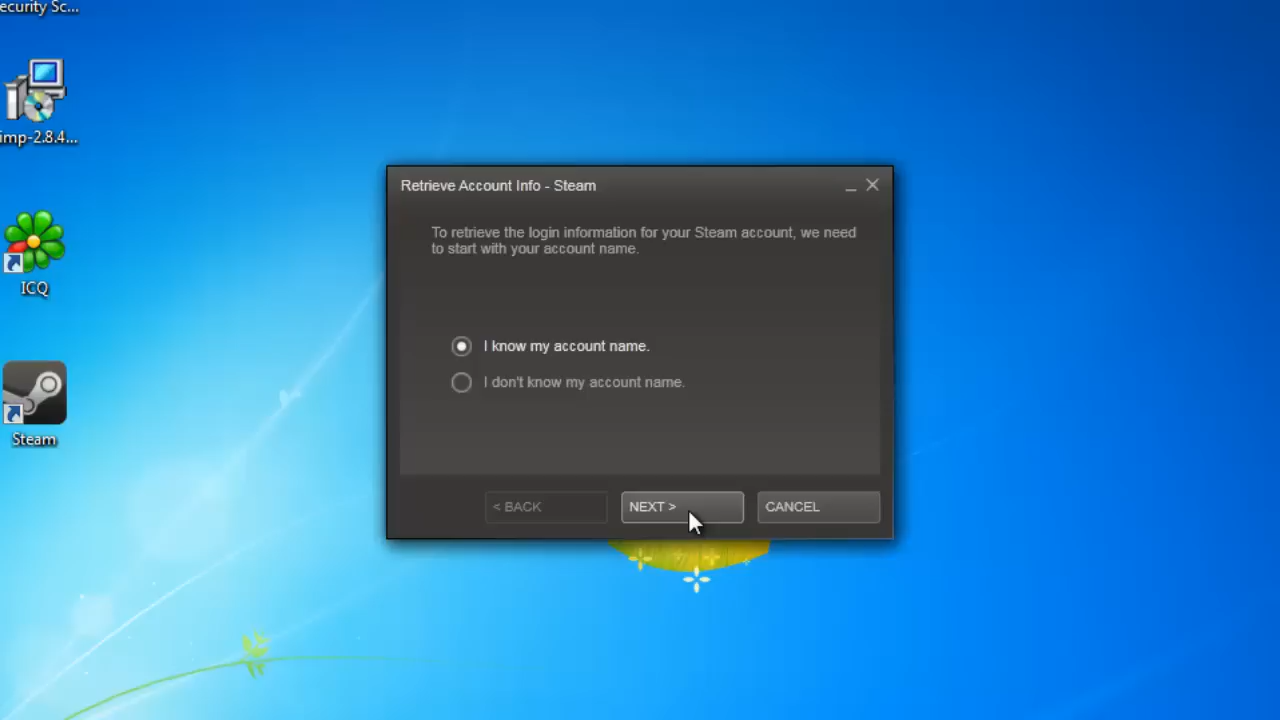 ecurity Sc...
imp-2.8.4...
ICQ
Steam
Retrieve Account Info - Steam
To retrieve the login information for your Steam account, we need
to start with your account name.
I know my account name.
I don't know my account name.
< BACK
NEXT >
CANCEL